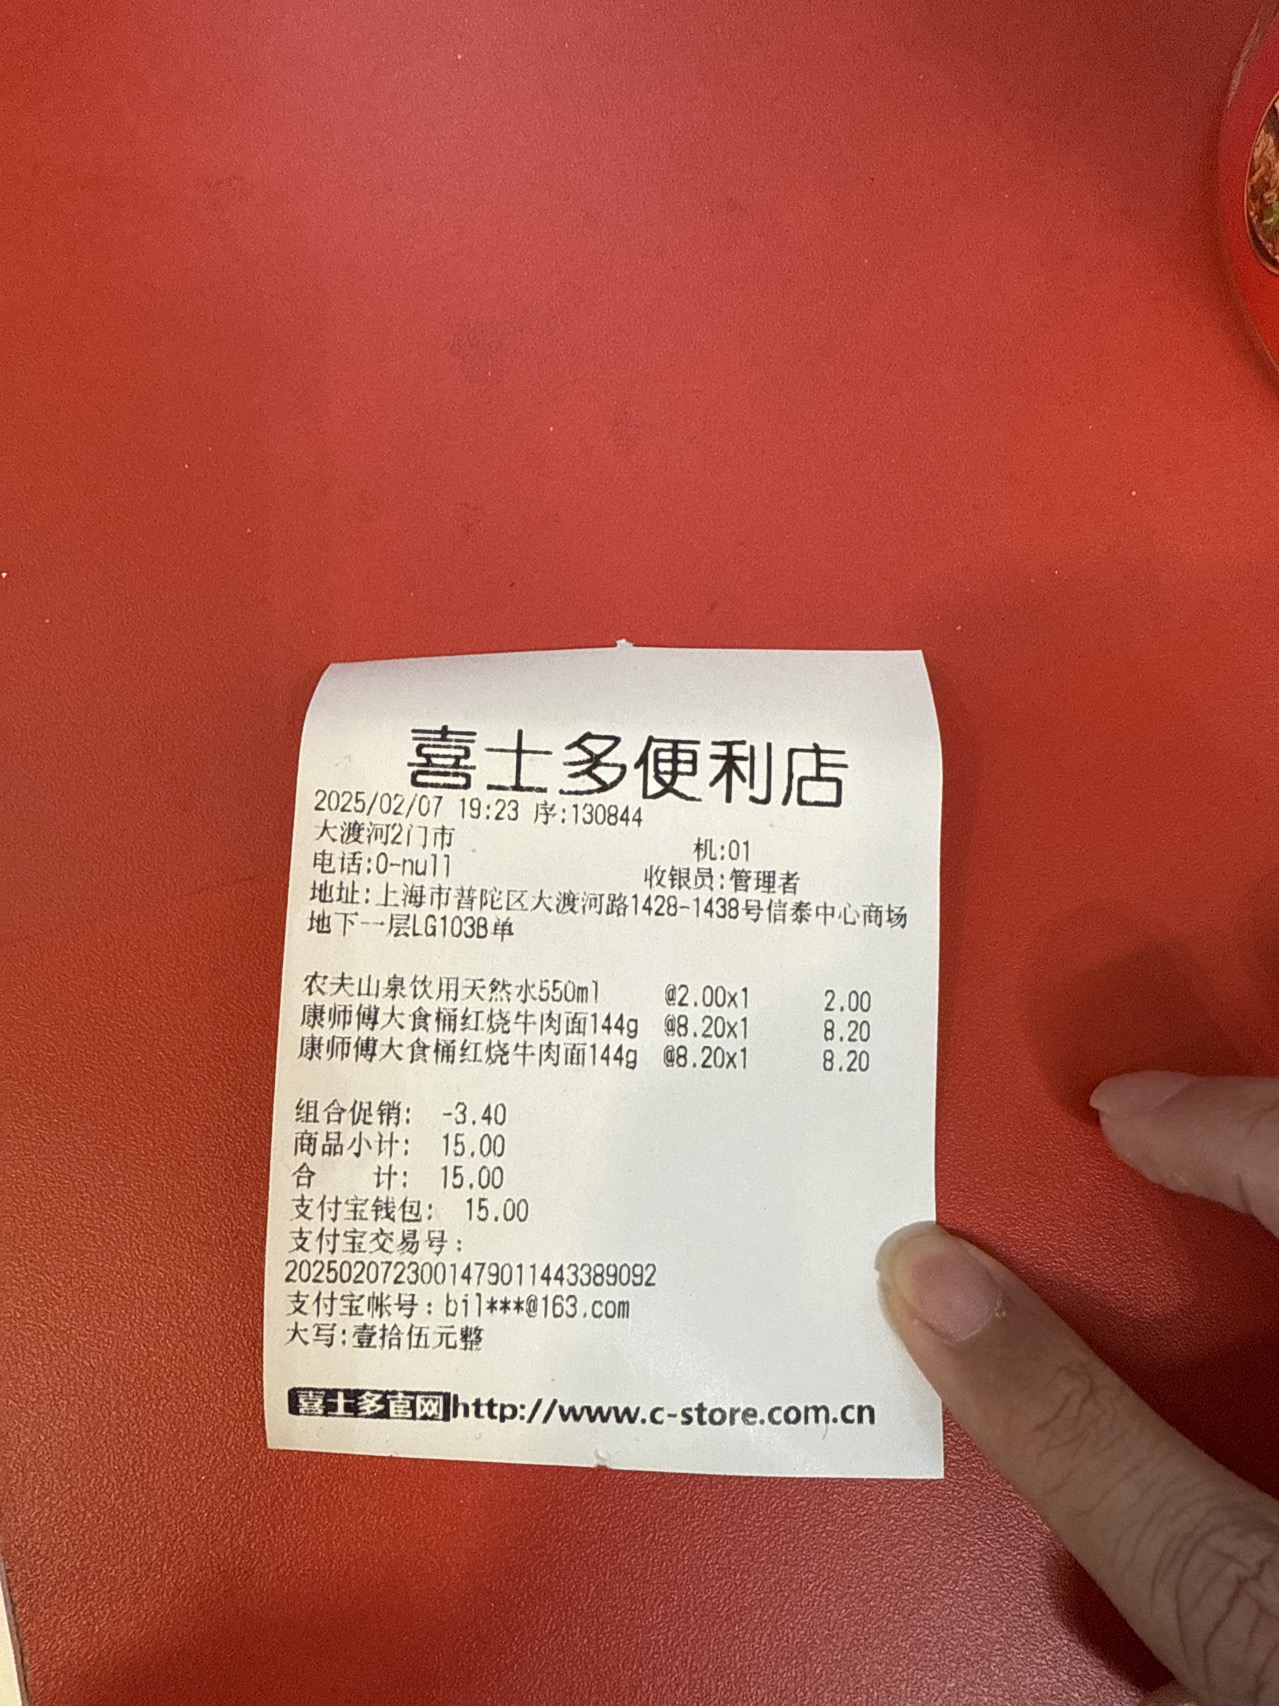 喜士多便利店
2025/02/07 19:23 序:130844
大渡河2门市 机:01
电话:0-null 收银员:管理者
地址:上海市普陀区大渡河路1428-1438号信泰中心商场
地下一层LG103B单
农夫山泉饮用天然水550ml @2.00x1 2.00
康师傅大食桶红烧牛肉面144g @8.20x1 8.20
康师傅大食桶红烧牛肉面144g @8.20x1 8.20
组合促销: -3.40
商品小计: 15.00
合 计: 15.00
支付宝钱包: 15.00
支付宝交易号:
2025020723001479011443389092
支付宝帐号:bil***@163.com
大写:壹拾伍元整
喜士多官网http://www.c-store.com.cn